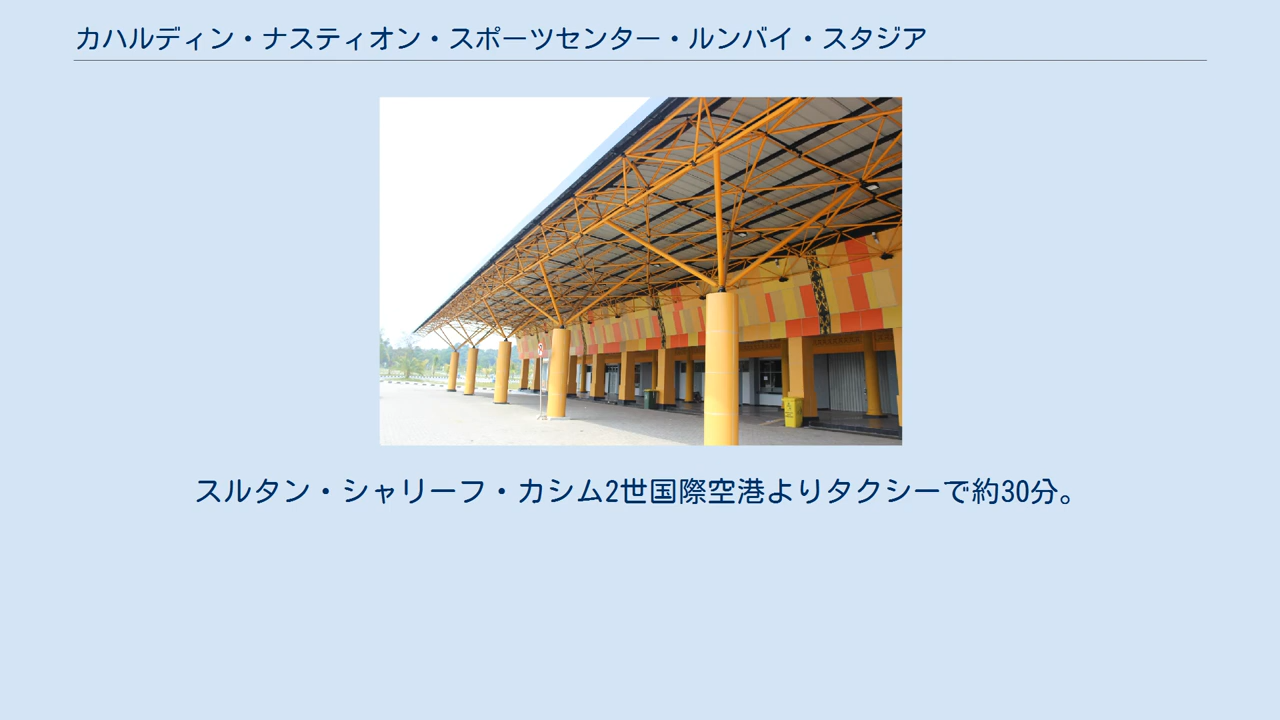 カハルディン・ナスティオン・スポーツセンター・ルンバイ・スタジア
スルタン・シャリーフ・カシム2世国際空港よりタクシーで約30分。